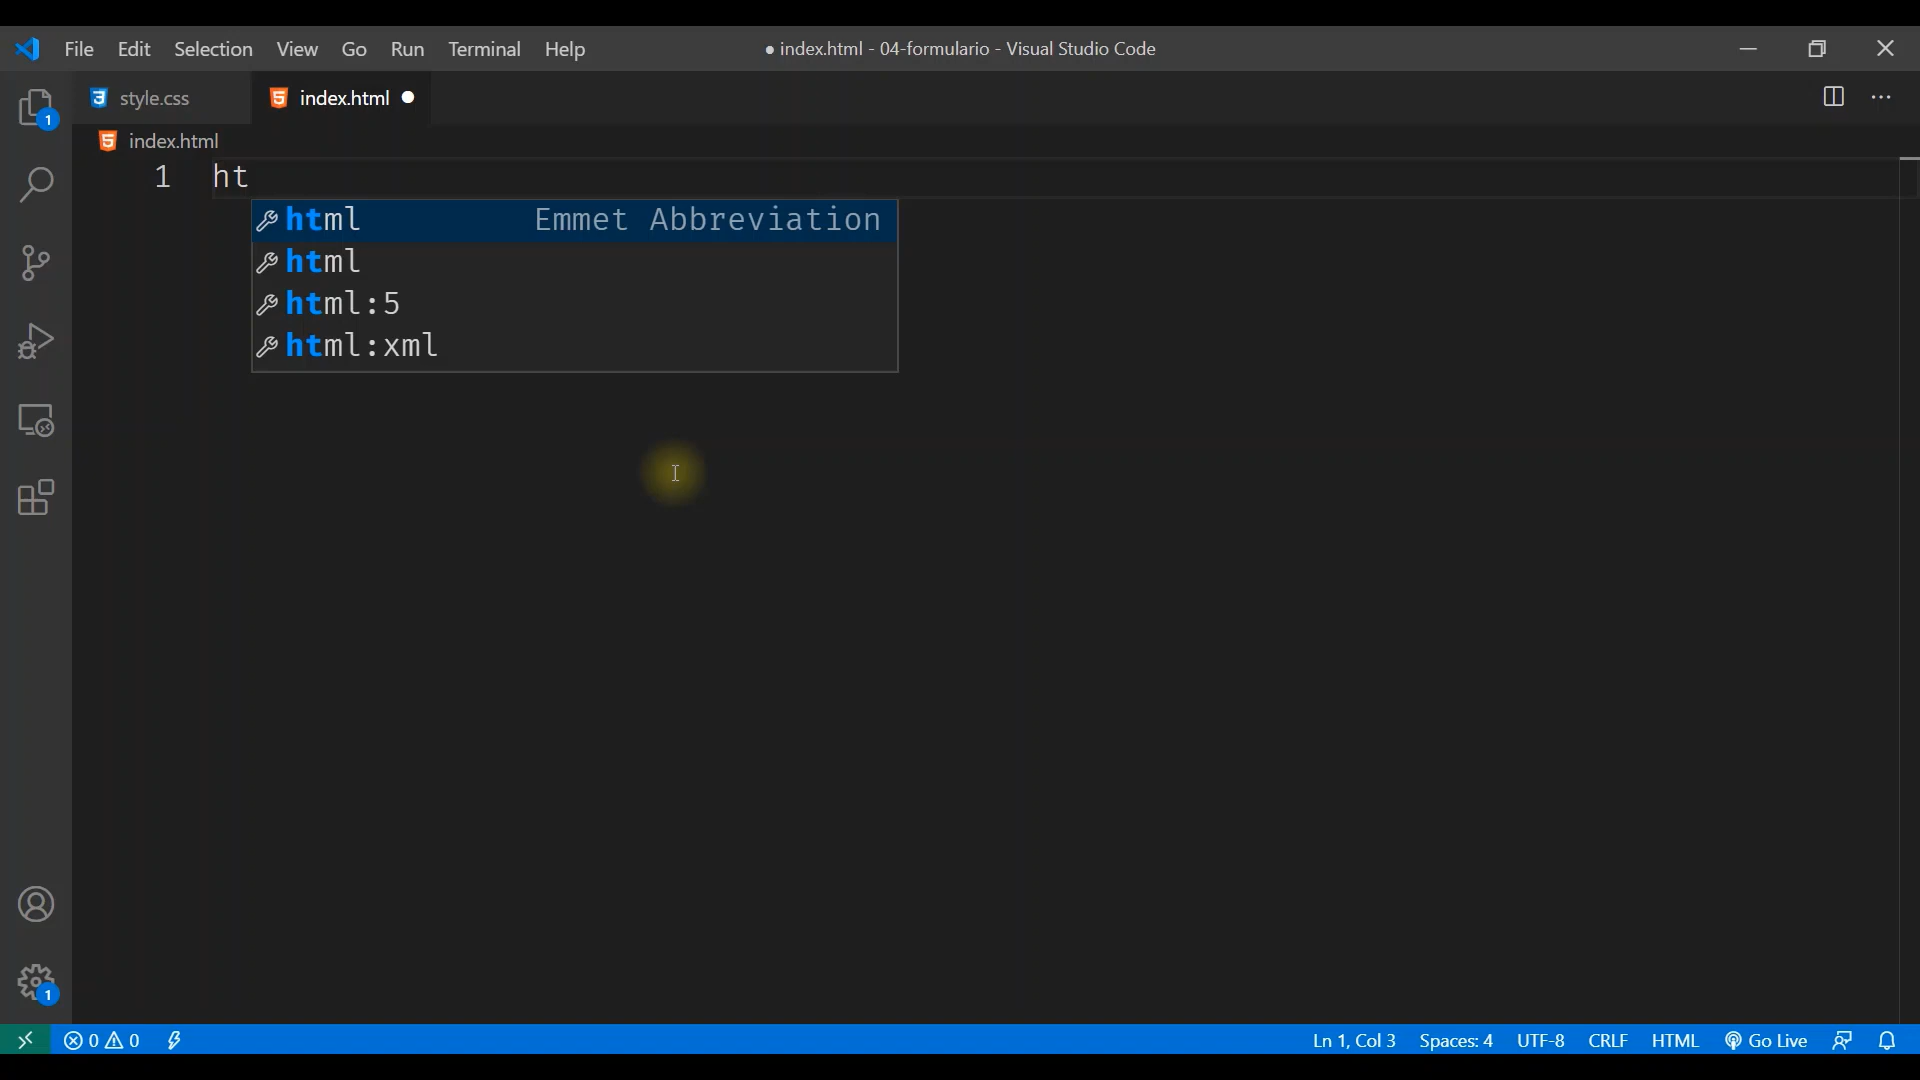 File Edit Selection View Go Run Terminal Help
● index.html - 04-formulario - Visual Studio Code
style.css
index.html ●
index.html
1 ht
html Emmet Abbreviation
html
html:5
html:xml
1
1
0 0
Ln 1, Col 3 Spaces: 4 UTF-8 CRLF HTML Go Live